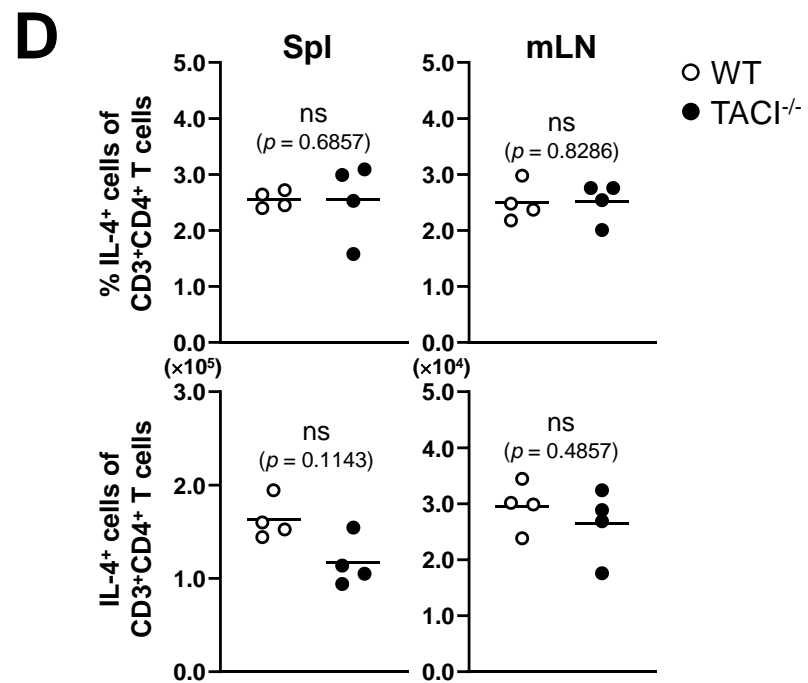 D
Spl
mLN
WT
TACI-/-
% IL-4+ cells of
CD3+CD4+ T cells
5.0
4.0
3.0
2.0
1.0
0.0
ns
(p = 0.6857)
5.0
4.0
3.0
2.0
1.0
0.0
ns
(p = 0.8286)
IL-4+ cells of
CD3+CD4+ T cells
(×10⁵)
3.0
2.0
1.0
0.0
ns
(p = 0.1143)
(×10⁴)
5.0
4.0
3.0
2.0
1.0
0.0
ns
(p = 0.4857)